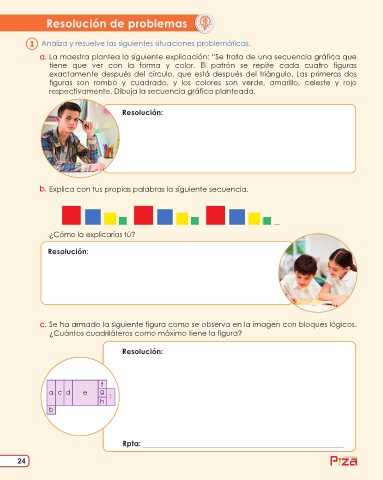 Resolución de problemas
1 Analiza y resuelve las siguientes situaciones problemáticas.
a. La maestra plantea la siguiente explicación: "Se trata de una secuencia gráfica que
tiene que ver con la forma y color. El patrón se repite cada cuatro figuras
exactamente después del círculo, que está después del triángulo. Las primeras dos
figuras son rombo y cuadrado, y los colores son verde, amarillo, celeste y rojo
respectivamente. Dibuja la secuencia gráfica planteada.
Resolución:
b. Explica con tus propias palabras la siguiente secuencia.
...
¿Cómo la explicarías tú?
Resolución:
c. Se ha armado la siguiente figura como se observa en la imagen con bloques lógicos.
¿Cuántos cuadriláteros como máximo tiene la figura?
Resolución:
f
a c d e g i
h
b
Rpta:
24